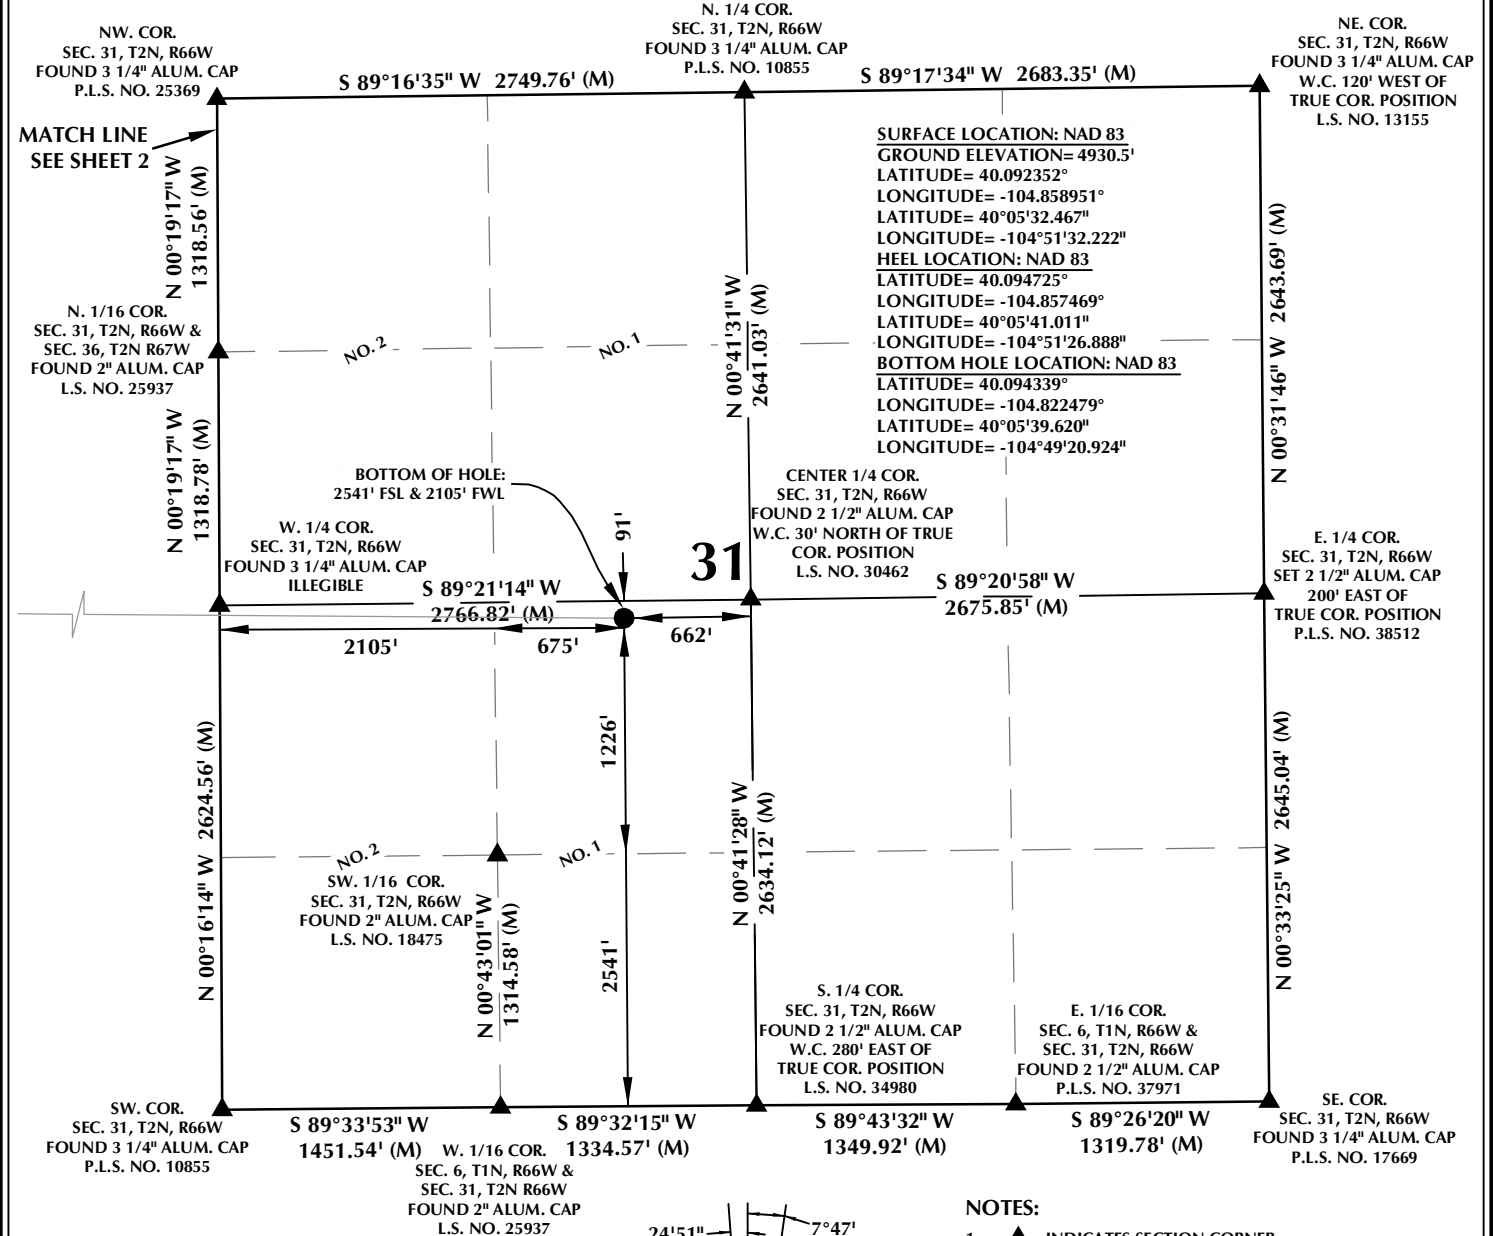 N. 1/4 COR.
SEC. 31, T2N, R66W
FOUND 3 1/4" ALUM. CAP
P.L.S. NO. 10855
NW. COR.
SEC. 31, T2N, R66W
FOUND 3 1/4" ALUM. CAP
P.L.S. NO. 25369
NE. COR.
SEC. 31, T2N, R66W
FOUND 3 1/4" ALUM. CAP
W.C. 120' WEST OF
TRUE COR. POSITION
L.S. NO. 13155
S 89°16'35" W 2749.76' (M)
S 89°17'34" W 2683.35' (M)
MATCH LINE
SEE SHEET 2
N 00°19'17" W
1318.56' (M)
SURFACE LOCATION: NAD 83
GROUND ELEVATION= 4930.5'
LATITUDE= 40.092352°
LONGITUDE= -104.858951°
LATITUDE= 40°05'32.467"
LONGITUDE= -104°51'32.222"
HEEL LOCATION: NAD 83
LATITUDE= 40.094725°
LONGITUDE= -104.857469°
LATITUDE= 40°05'41.011"
LONGITUDE= -104°51'26.888"
BOTTOM HOLE LOCATION: NAD 83
LATITUDE= 40.094339°
LONGITUDE= -104.822479°
LATITUDE= 40°05'39.620"
LONGITUDE= -104°49'20.924"
N 00°41'31" W
2641.03' (M)
N 00°31'46" W 2643.69' (M)
N. 1/16 COR.
SEC. 31, T2N, R66W &
SEC. 36, T2N R67W
FOUND 2" ALUM. CAP
L.S. NO. 25937
NO. 2
NO. 1
N 00°19'17" W
1318.78' (M)
BOTTOM OF HOLE:
2541' FSL & 2105' FWL
W. 1/4 COR.
SEC. 31, T2N, R66W
FOUND 3 1/4" ALUM. CAP
ILLEGIBLE
91'
31
CENTER 1/4 COR.
SEC. 31, T2N, R66W
FOUND 2 1/2" ALUM. CAP
W.C. 30' NORTH OF TRUE
COR. POSITION
L.S. NO. 30462
E. 1/4 COR.
SEC. 31, T2N, R66W
SET 2 1/2" ALUM. CAP
200' EAST OF
TRUE COR. POSITION
P.L.S. NO. 38512
S 89°21'14" W
2766.82' (M)
S 89°20'58" W
2675.85' (M)
2105'
675'
662'
1226'
2541'
N 00°16'14" W 2624.56' (M)
NO. 2
NO. 1
SW. 1/16 COR.
SEC. 31, T2N, R66W
FOUND 2" ALUM. CAP
L.S. NO. 18475
N 00°43'01" W
1314.58' (M)
N 00°41'28" W
2634.12' (M)
N 00°33'25" W 2645.04' (M)
S. 1/4 COR.
SEC. 31, T2N, R66W
FOUND 2 1/2" ALUM. CAP
W.C. 280' EAST OF
TRUE COR. POSITION
L.S. NO. 34980
E. 1/16 COR.
SEC. 6, T1N, R66W &
SEC. 31, T2N, R66W
FOUND 2 1/2" ALUM. CAP
P.L.S. NO. 37971
SW. COR.
SEC. 31, T2N, R66W
FOUND 3 1/4" ALUM. CAP
P.L.S. NO. 10855
S 89°33'53" W
1451.54' (M)
W. 1/16 COR.
SEC. 6, T1N, R66W &
SEC. 31, T2N R66W
FOUND 2" ALUM. CAP
L.S. NO. 25937
S 89°32'15" W
1334.57' (M)
S 89°43'32" W
1349.92' (M)
S 89°26'20" W
1319.78' (M)
SE. COR.
SEC. 31, T2N, R66W
FOUND 3 1/4" ALUM. CAP
P.L.S. NO. 17669
24'51"
7°47'
NOTES:
INDICATES SECTION CORNER